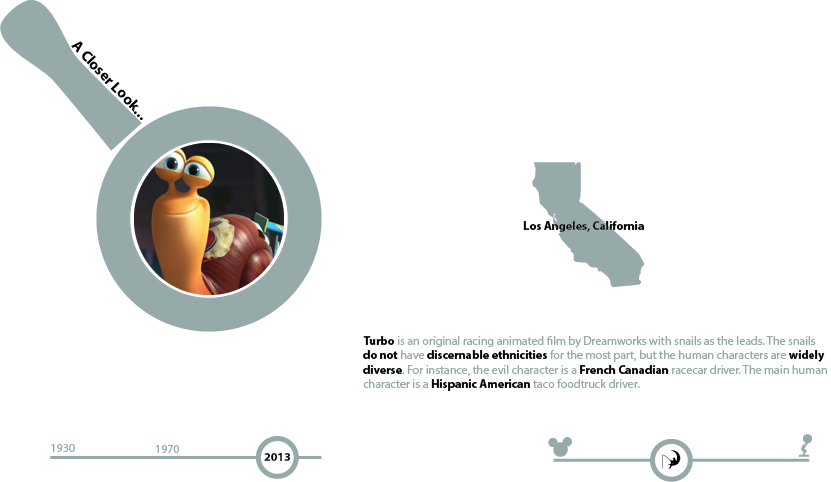 A Closer Look...
Los Angeles, California
Turbo is an original racing animated film by Dreamworks with snails as the leads. The snails
do not have discernable ethnicities for the most part, but the human characters are widely
diverse. For instance, the evil character is a French Canadian racecar driver. The main human
character is a Hispanic American taco foodtruck driver.
1930
1970
2013